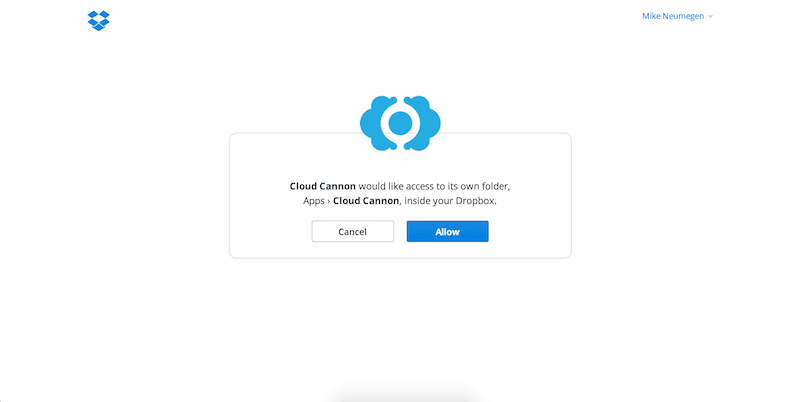 Mike Neumegen
Cloud Cannon would like access to its own folder,
Apps › Cloud Cannon, inside your Dropbox.
Cancel
Allow